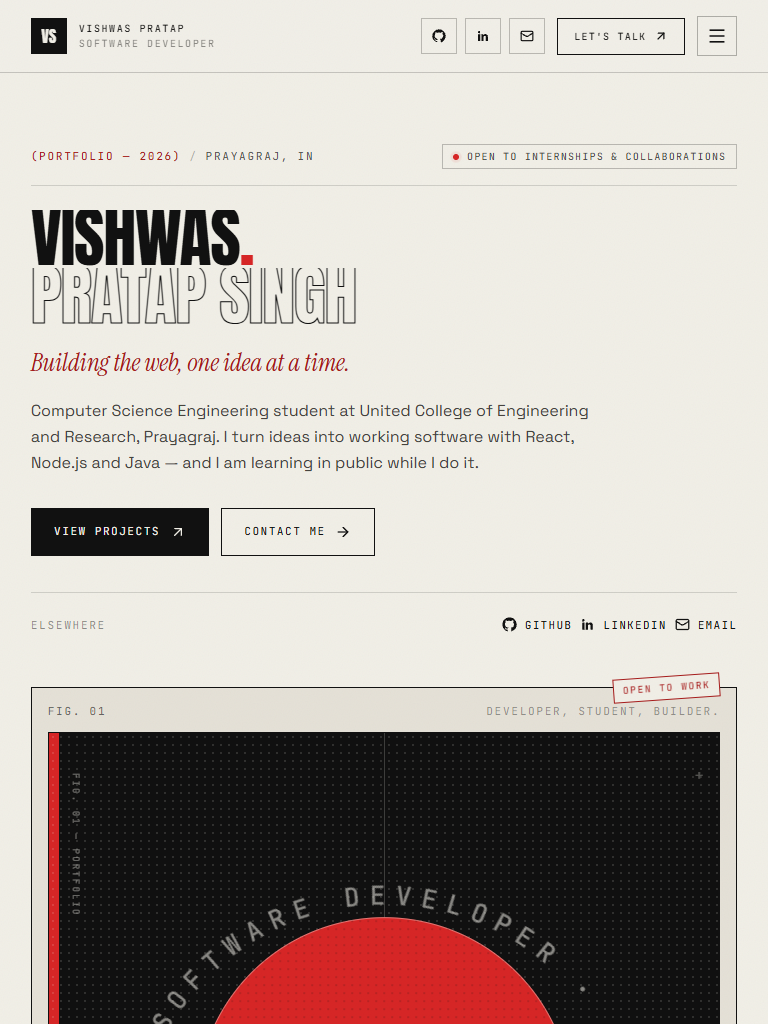 VS
VISHWAS PRATAP
SOFTWARE DEVELOPER
in
LET'S TALK
(PORTFOLIO — 2026) / PRAYAGRAJ, IN
OPEN TO INTERNSHIPS & COLLABORATIONS
VISHWAS.
PRATAP SINGH
Building the web, one idea at a time.
Computer Science Engineering student at United College of Engineering
and Research, Prayagraj. I turn ideas into working software with React,
Node.js and Java — and I am learning in public while I do it.
VIEW PROJECTS
CONTACT ME
ELSEWHERE
GITHUB
in LINKEDIN
EMAIL
OPEN TO WORK
FIG. 01
DEVELOPER, STUDENT, BUILDER.
FIG. 01 — PORTFOLIO
SOFTWARE DEVELOPER •